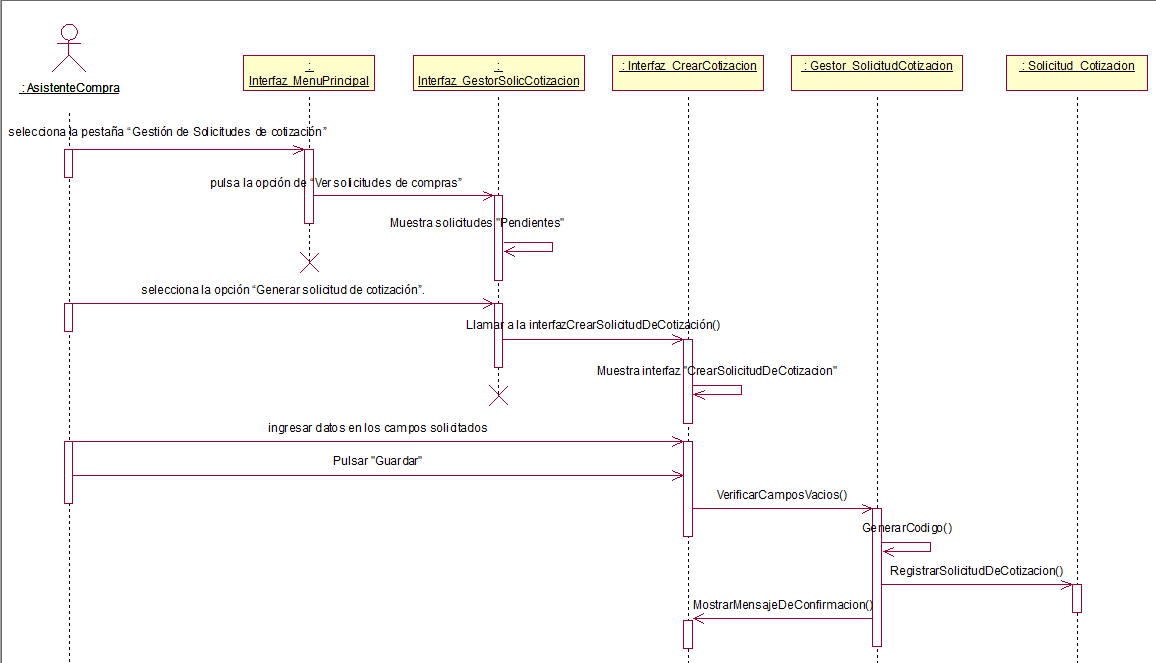 : AsistenteCompra
:
Interfaz_MenuPrincipal
:
Interfaz_GestorSolicCotizacion
: Interfaz_CrearCotizacion
: Gestor_SolicitudCotizacion
: Solicitud_Cotizacion
selecciona la pestaña “Gestión de Solicitudes de cotización”
pulsa la opción de “Ver solicitudes de compras”
Muestra solicitudes "Pendientes"
selecciona la opción “Generar solicitud de cotización”.
Llamar a la interfazCrearSolicitudDeCotización()
Muestra interfaz "CrearSolicitudDeCotizacion"
ingresar datos en los campos solicitados
Pulsar "Guardar"
VerificarCamposVacios()
GenerarCodigo()
RegistrarSolicitudDeCotizacion()
MostrarMensajeDeConfirmacion()